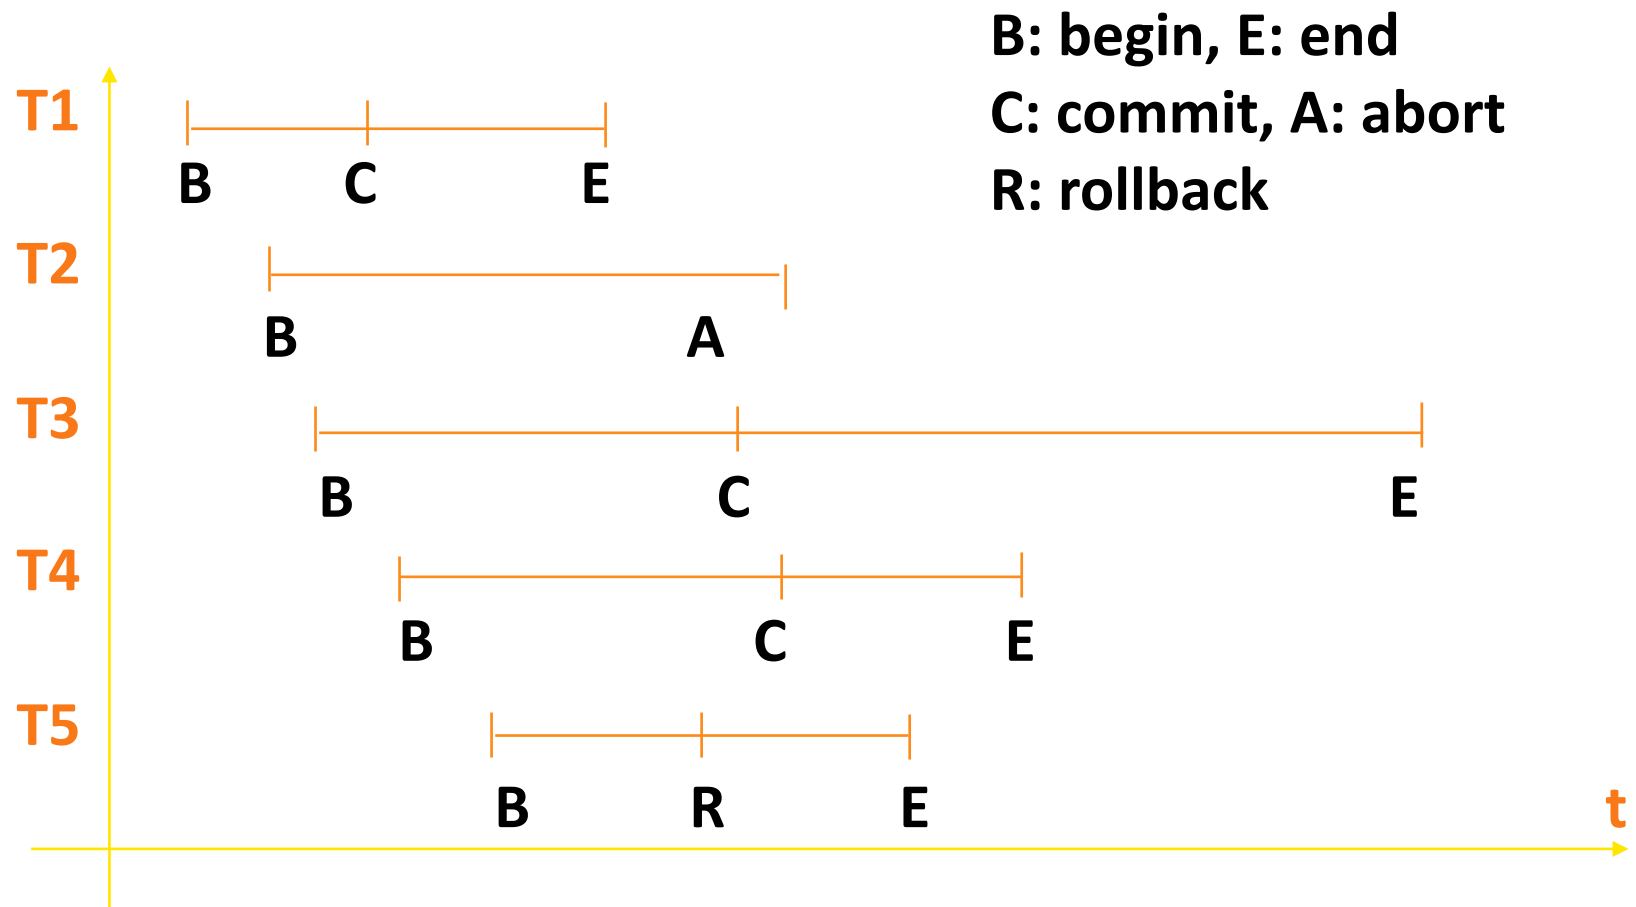 B: begin, E: end
C: commit, A: abort
R: rollback
T1
B C E
T2
B A
T3
B C E
T4
B C E
T5
B R E
t